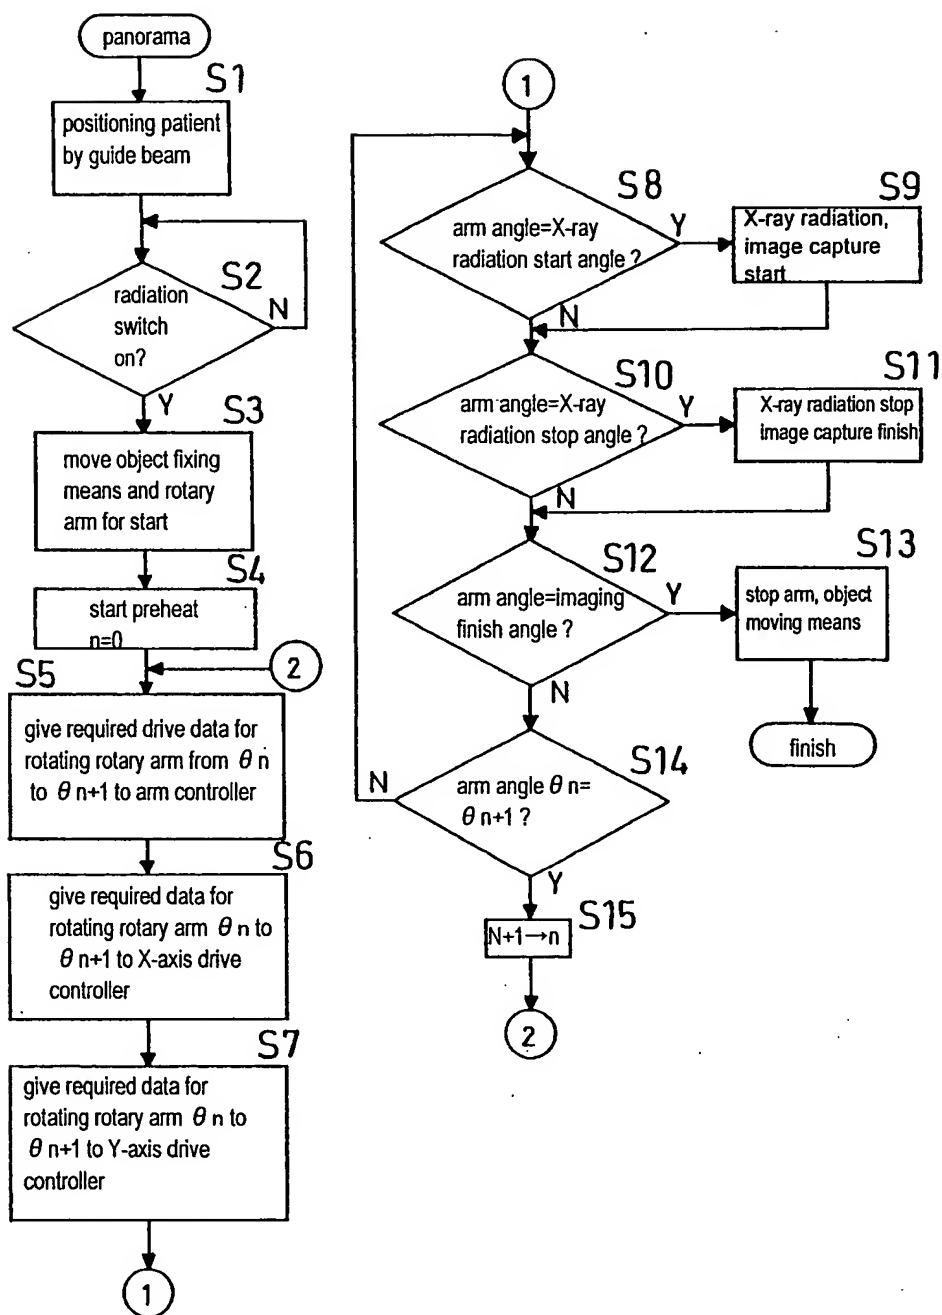 panorama
S1
positioning patient
by guide beam
S2
radiation
switch
on?
N
Y
S3
move object fixing
means and rotary
arm for start
S4
start preheat
n=0
2
S5
give required drive data for
rotating rotary arm from θ n
to θ n+1 to arm controller
S6
give required data for
rotating rotary arm θ n to
θ n+1 to X-axis drive
controller
S7
give required data for
rotating rotary arm θ n to
θ n+1 to Y-axis drive
controller
1
1
S8
arm angle=X-ray
radiation start angle ?
Y
N
S9
X-ray radiation,
image capture
start
S10
arm angle=X-ray
radiation stop angle ?
Y
N
S11
X-ray radiation stop
image capture finish
S12
arm angle=imaging
finish angle ?
Y
N
S13
stop arm, object
moving means
finish
S14
arm angle θ n=
θ n+1 ?
N
Y
S15
N+1→n
2